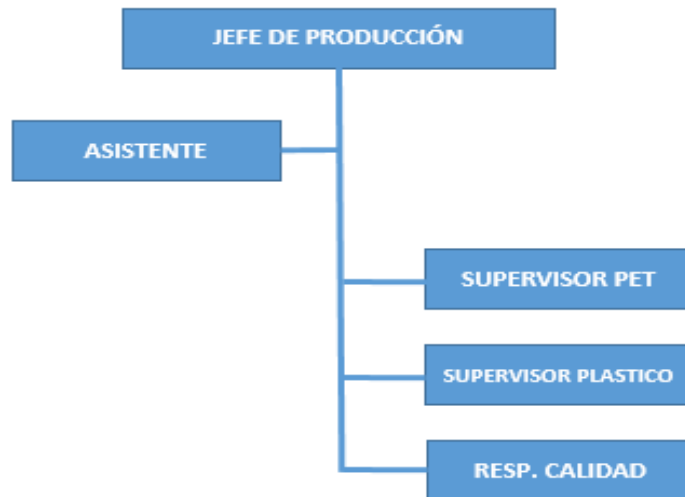 JEFE DE PRODUCCIÓN
ASISTENTE
SUPERVISOR PET
SUPERVISOR PLASTICO
RESP. CALIDAD